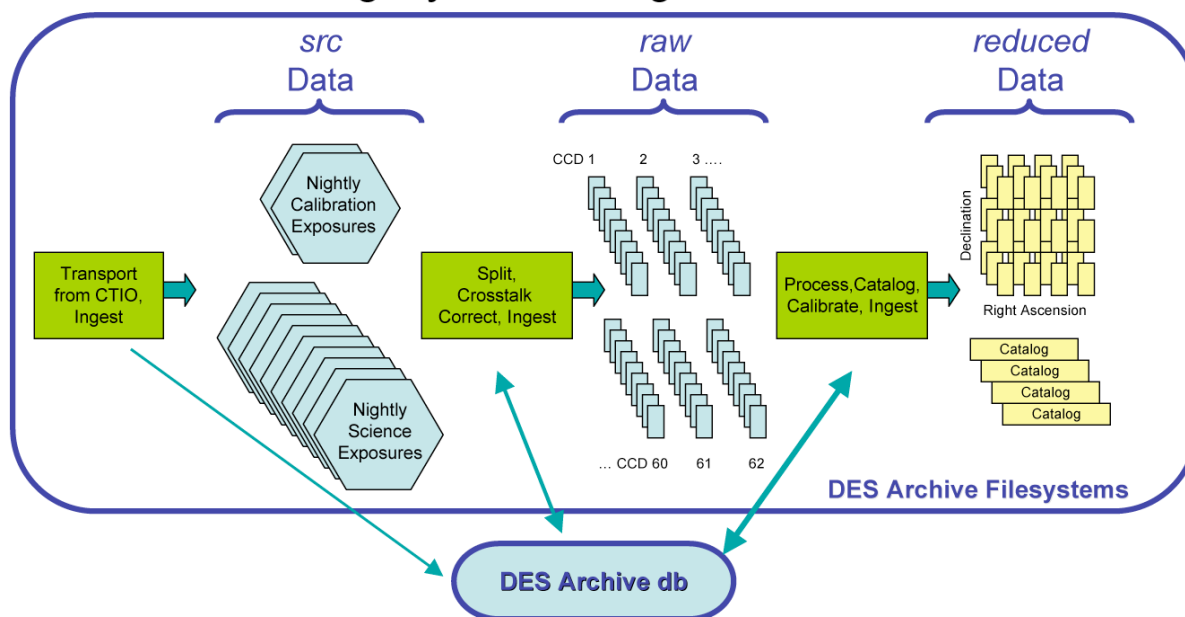 src
Data
raw
Data
reduced
Data
Nightly
Calibration
Exposures
CCD 1
2
3 ....
Declination
Transport
from CTIO,
Ingest
Split,
Crosstalk
Correct, Ingest
Process,Catalog,
Calibrate, Ingest
Right Ascension
Nightly
Science
Exposures
Catalog
Catalog
Catalog
Catalog
... CCD 60
61
62
DES Archive Filesystems
DES Archive db